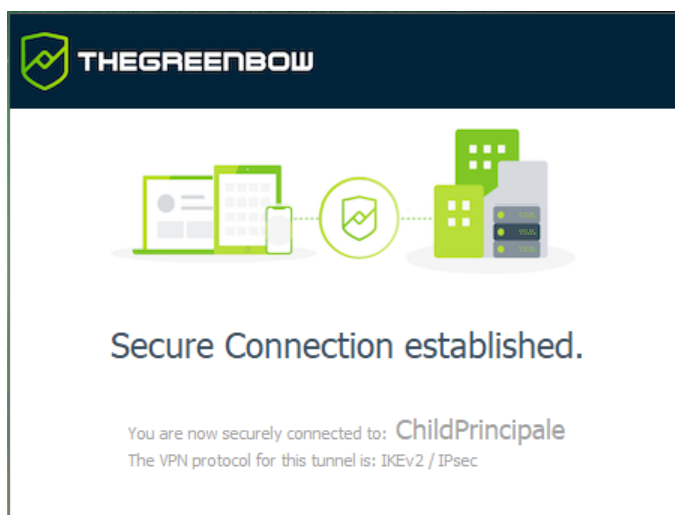 THEGREENBOW
Secure Connection established.
You are now securely connected to: ChildPrincipale
The VPN protocol for this tunnel is: IKEv2 / IPsec